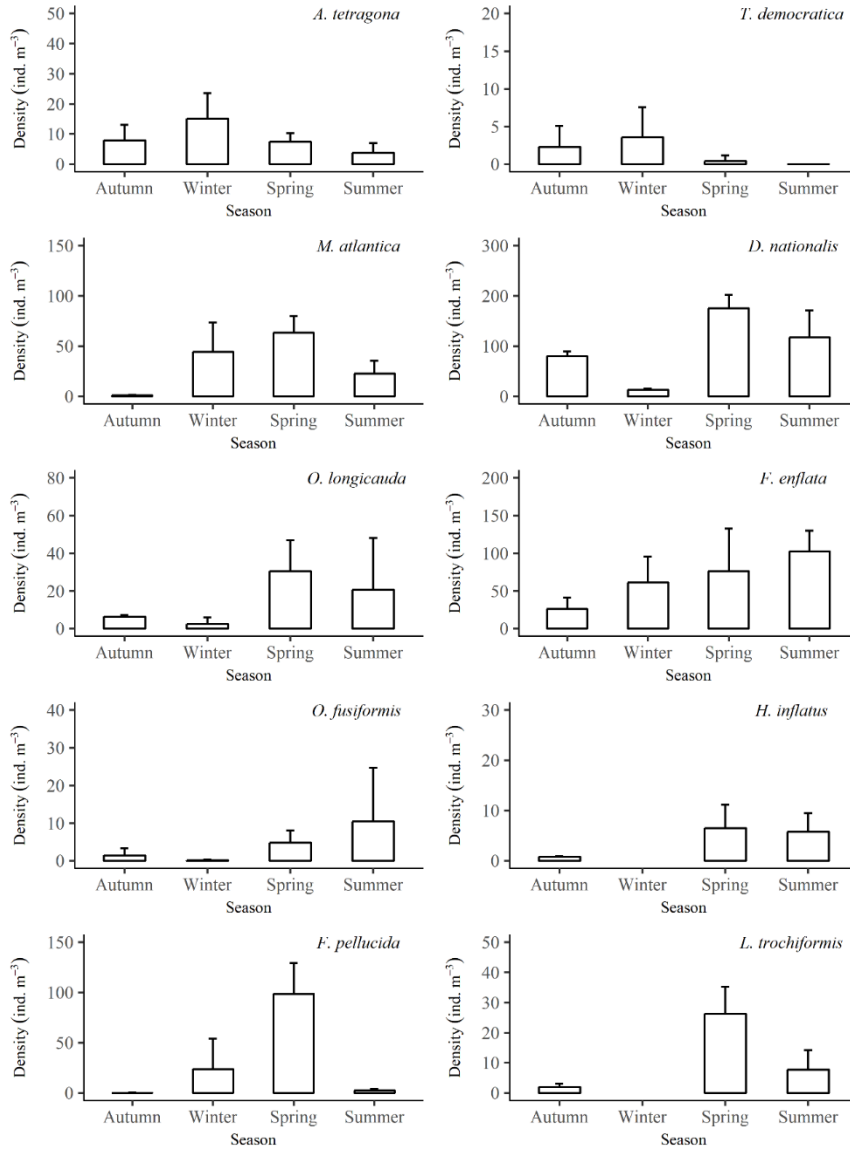 A. tetragona
Density (ind. m⁻³)
50
40
30
20
10
0
Autumn Winter Spring Summer
Season
T. democratica
Density (ind. m⁻³)
20
15
10
5
0
Autumn Winter Spring Summer
Season
M. atlantica
Density (ind. m⁻³)
150
100
50
0
Autumn Winter Spring Summer
Season
D. nationalis
Density (ind. m⁻³)
300
200
100
0
Autumn Winter Spring Summer
Season
O. longicauda
Density (ind. m⁻³)
80
60
40
20
0
Autumn Winter Spring Summer
Season
F. enflata
Density (ind. m⁻³)
200
150
100
50
0
Autumn Winter Spring Summer
Season
O. fusiformis
Density (ind. m⁻³)
40
30
20
10
0
Autumn Winter Spring Summer
Season
H. inflatus
Density (ind. m⁻³)
30
20
10
0
Autumn Winter Spring Summer
Season
F. pellucida
Density (ind. m⁻³)
150
100
50
0
Autumn Winter Spring Summer
Season
L. trochiformis
Density (ind. m⁻³)
50
40
30
20
10
0
Autumn Winter Spring Summer
Season